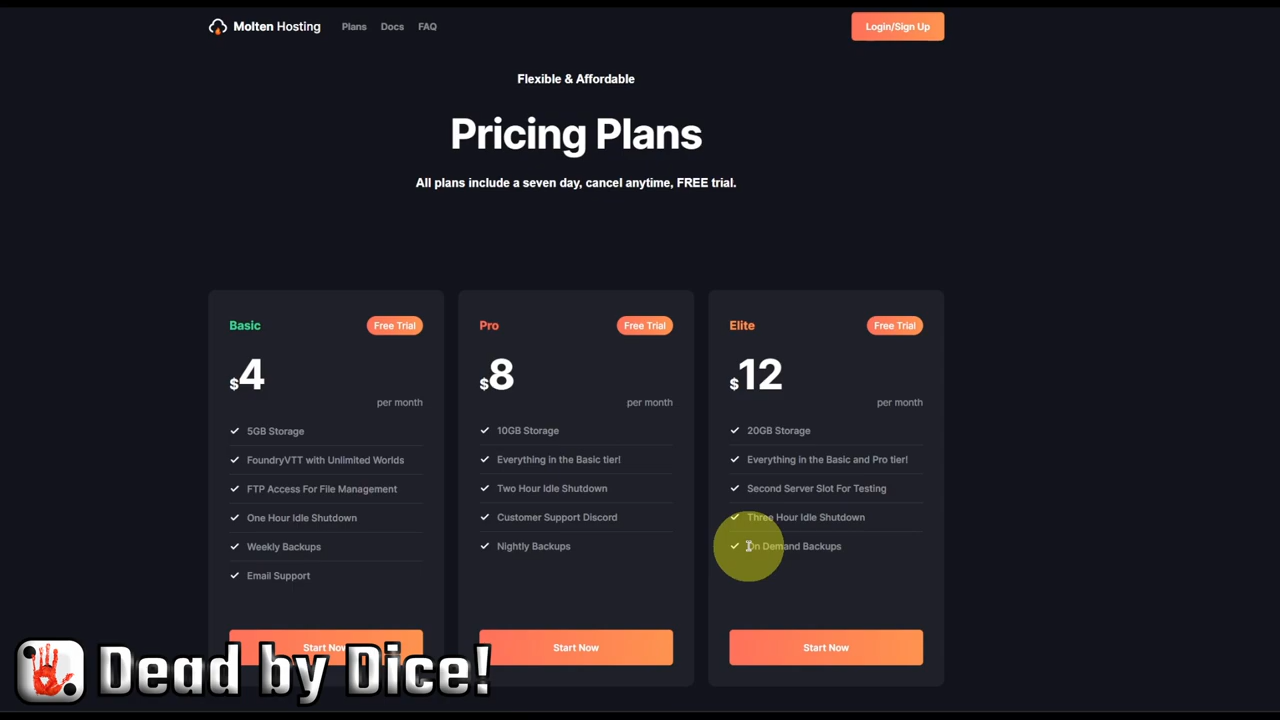 Molten Hosting
Plans
Docs
FAQ
Login/Sign Up
Flexible & Affordable
Pricing Plans
All plans include a seven day, cancel anytime, FREE trial.
Basic
Free Trial
$4
per month
5GB Storage
FoundryVTT with Unlimited Worlds
FTP Access For File Management
One Hour Idle Shutdown
Weekly Backups
Email Support
Start Now
Pro
Free Trial
$8
per month
10GB Storage
Everything in the Basic tier!
Two Hour Idle Shutdown
Customer Support Discord
Nightly Backups
Start Now
Elite
Free Trial
$12
per month
20GB Storage
Everything in the Basic and Pro tier!
Second Server Slot For Testing
Three Hour Idle Shutdown
On Demand Backups
Start Now
Dead by Dice!